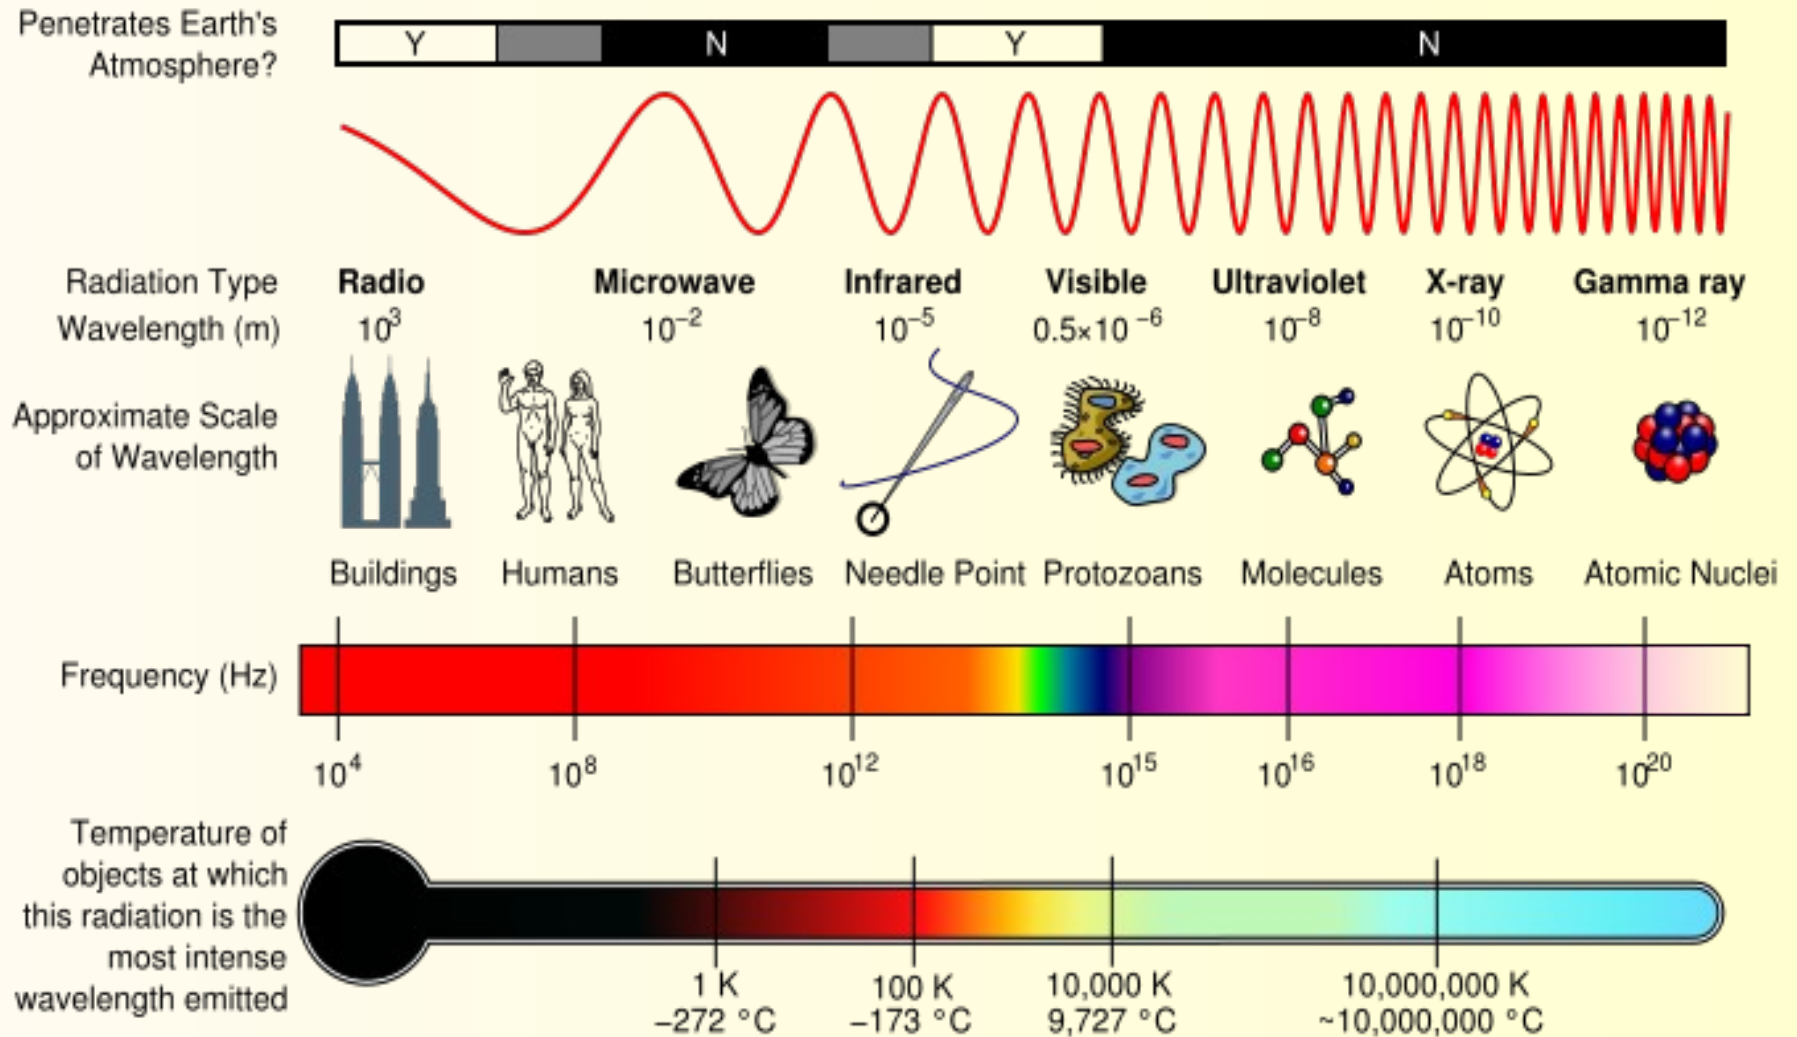 Penetrates Earth's
Atmosphere?
Y N Y N
Radiation Type Radio Microwave Infrared Visible Ultraviolet X-ray Gamma ray
Wavelength (m) 10³ 10⁻² 10⁻⁵ 0.5×10⁻⁶ 10⁻⁸ 10⁻¹⁰ 10⁻¹²
Approximate Scale
of Wavelength
Buildings Humans Butterflies Needle Point Protozoans Molecules Atoms Atomic Nuclei
Frequency (Hz)
10⁴ 10⁸ 10¹² 10¹⁵ 10¹⁶ 10¹⁸ 10²⁰
Temperature of
objects at which
this radiation is the
most intense
wavelength emitted
1 K 100 K 10,000 K 10,000,000 K
−272 °C −173 °C 9,727 °C ~10,000,000 °C